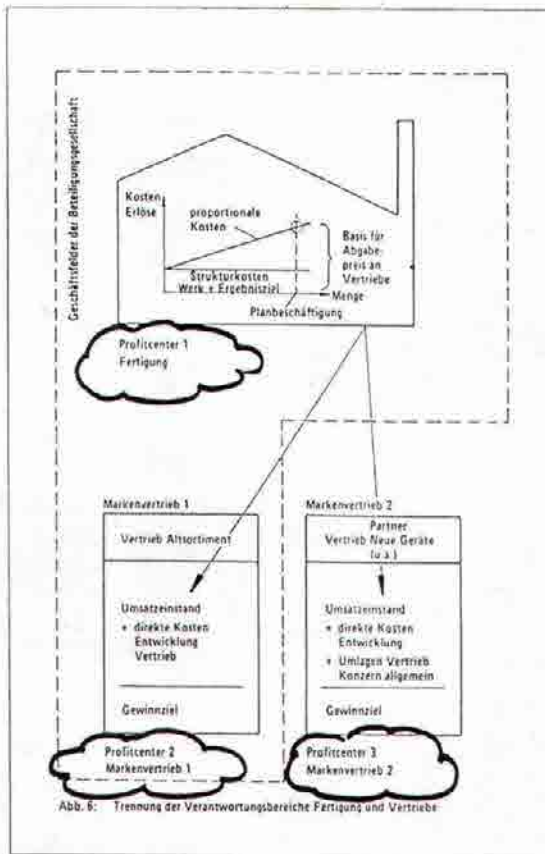 Geschäftsfelder der Beteiligungsgesellschaft
Kosten
Erlöse
proportionale
Kosten
Basis für
Abgabe-
preis an
Vertriebe
Strukturkosten
Werk + Ergebnisziel
Menge
Planbeschäftigung
Profitcenter 1
Fertigung
Markenvertrieb 1
Vertrieb Altsortiment
Umsatzeinstand
+ direkte Kosten
Entwicklung
Vertrieb
Gewinnziel
Profitcenter 2
Markenvertrieb 1
Markenvertrieb 2
Partner
Vertrieb Neue Geräte
(u.a.)
Umsatzeinstand
+ direkte Kosten
Entwicklung
+ Umlagen Vertrieb
Konzern allgemein
Gewinnziel
Profitcenter 3
Markenvertrieb 2
Abb. 6: Trennung der Verantwortungsbereiche Fertigung und Vertriebe